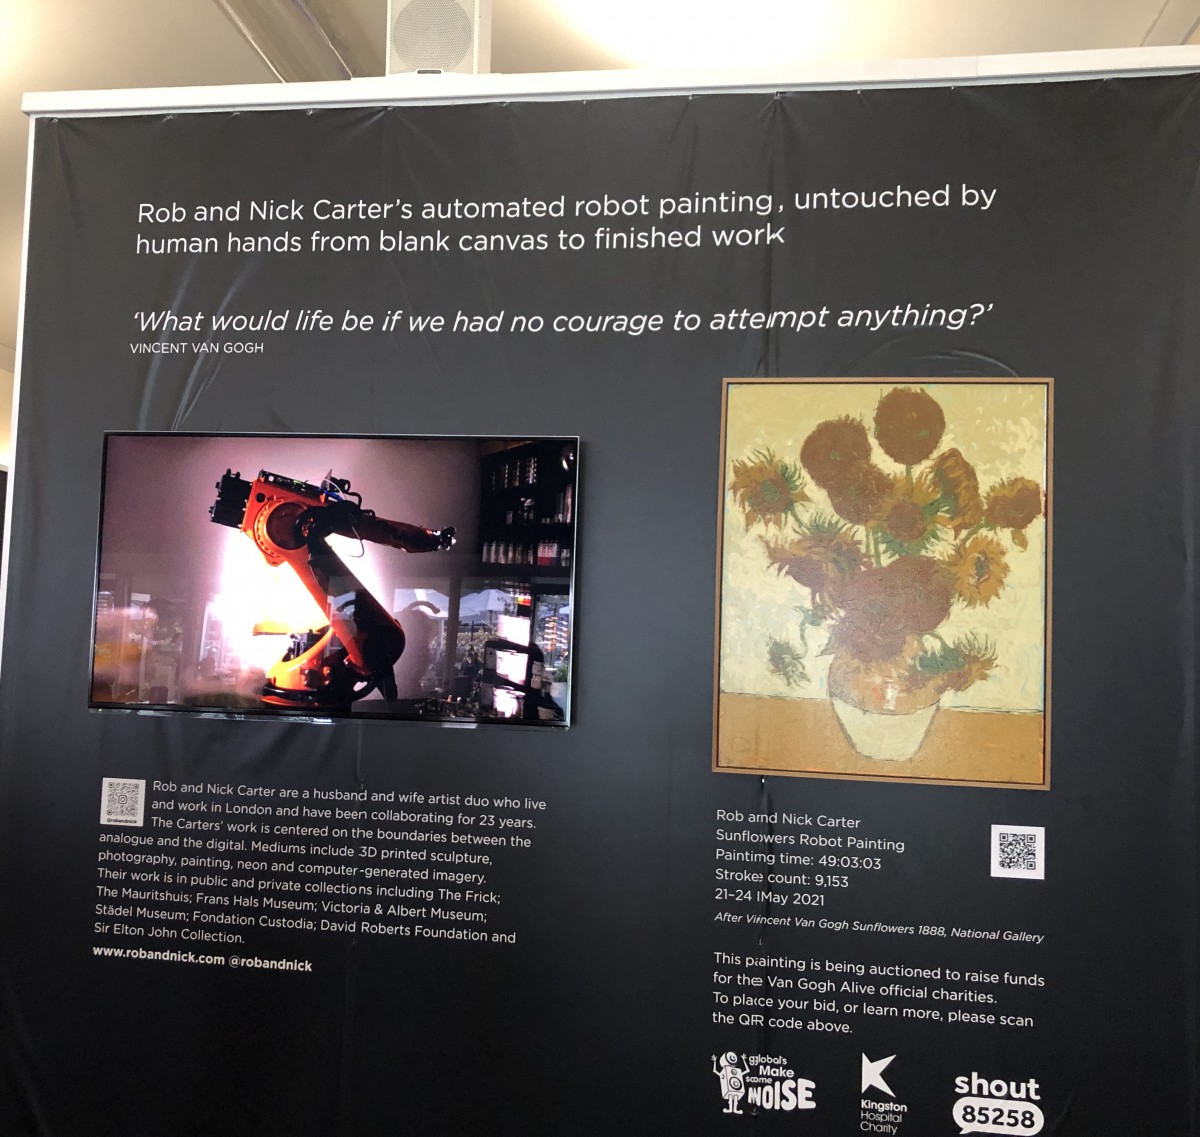 Rob and Nick Carter's automated robot painting, untouched by
human hands from blank canvas to finished work
'What would life be if we had no courage to attempt anything?'
VINCENT VAN GOGH
Rob and Nick Carter are a husband and wife artist duo who live
and work in London and have been collaborating for 23 years.
The Carters' work is centered on the boundaries between the
analogue and the digital. Mediums include 3D printed sculpture,
photography, painting, neon and computer-generated imagery.
Their work is in public and private collections including The Frick;
The Mauritshuis; Frans Hals Museum; Victoria & Albert Museum;
Städel Museum; Fondation Custodia; David Roberts Foundation and
Sir Elton John Collection.
www.robandnick.com @robandnick
@robandnick
Rob and Nick Carter
Sunflowers Robot Painting
Painting time: 49:03:03
Stroke count: 9,153
21-24 May 2021
After Vincent Van Gogh Sunflowers 1888, National Gallery
This painting is being auctioned to raise funds
for the Van Gogh Alive official charities.
To place your bid, or learn more, please scan
the QR code above.
global's
Make
some
NOISE
Kingston
Hospital
Charity
shout
85258